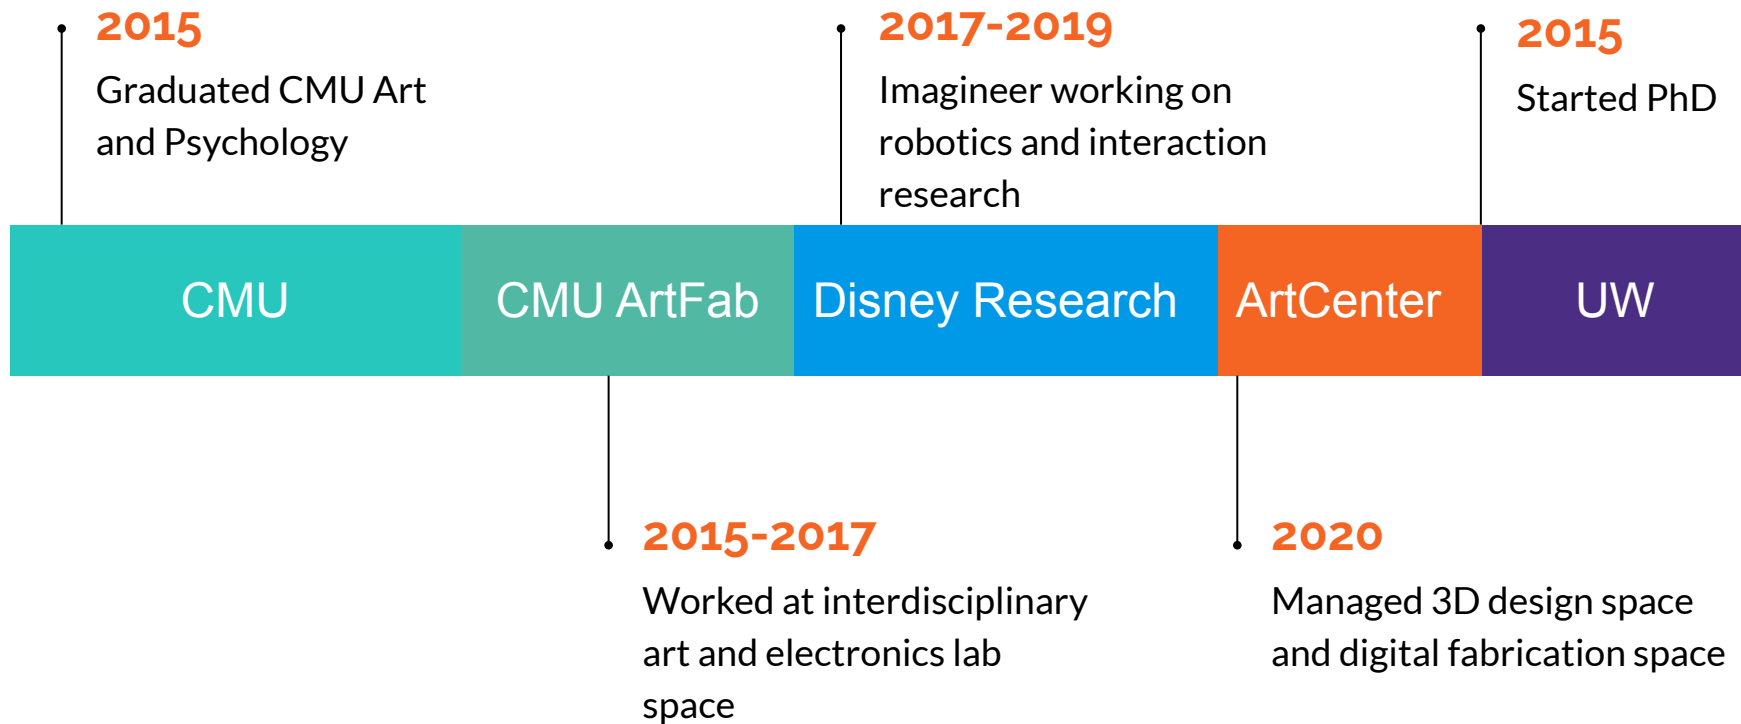 2015
Graduated CMU Art
and Psychology
2017-2019
Imagineer working on
robotics and interaction
research
2015
Started PhD
CMU
CMU ArtFab
Disney Research
ArtCenter
UW
2015-2017
Worked at interdisciplinary
art and electronics lab
space
2020
Managed 3D design space
and digital fabrication space